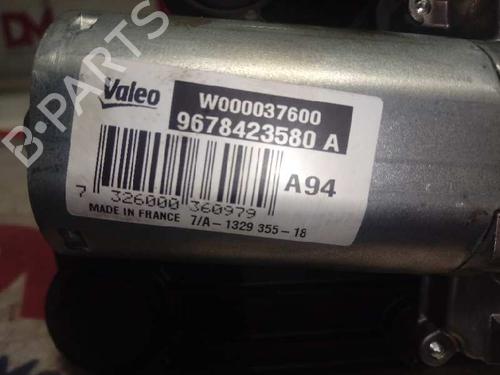 B-PARTS
Valeo
W000037600
9678423580 A
A94
7 326000 360979
MADE IN FRANCE 7/A-1329 355-18